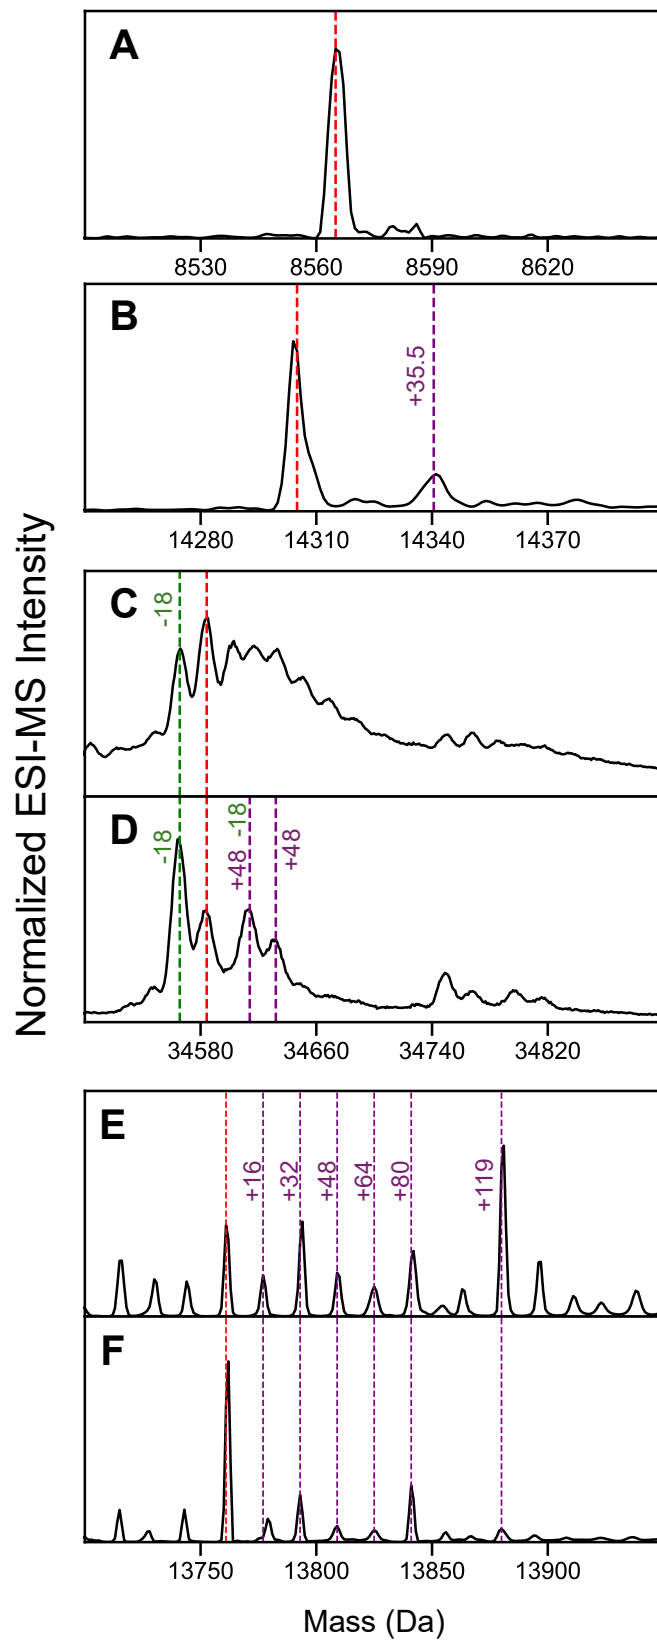 A
8530 8560 8590 8620
B
+35.5
14280 14310 14340 14370
C
-18
D
-18
+48 -18
+48
34580 34660 34740 34820
E
+16
+32
+48
+64
+80
+119
F
13750 13800 13850 13900
Mass (Da)
Normalized ESI-MS Intensity